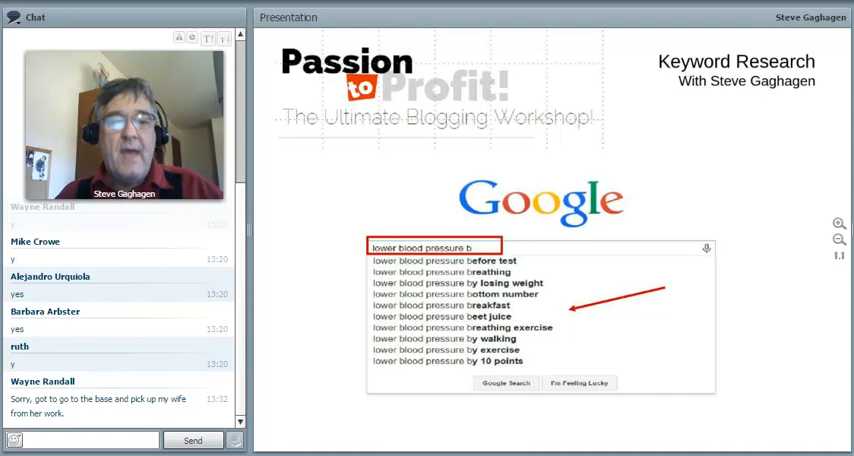 Chat
T↑ T↓
Steve Gaghagen
Wayne Randall
y 13:20
Mike Crowe
y 13:20
Alejandro Urquiola
yes 13:20
Barbara Arbster
yes 13:20
ruth
y 13:20
Wayne Randall
Sorry, got to go to the base and pick up my wife 13:32
from her work.
Send
Presentation
Steve Gaghagen
Passion
to Profit!
The Ultimate Blogging Workshop!
Keyword Research
With Steve Gaghagen
Google
lower blood pressure b
lower blood pressure before test
lower blood pressure breathing
lower blood pressure by losing weight
lower blood pressure bottom number
lower blood pressure breakfast
lower blood pressure beet juice
lower blood pressure breathing exercise
lower blood pressure by walking
lower blood pressure by exercise
lower blood pressure by 10 points
Google Search
I'm Feeling Lucky
1.1